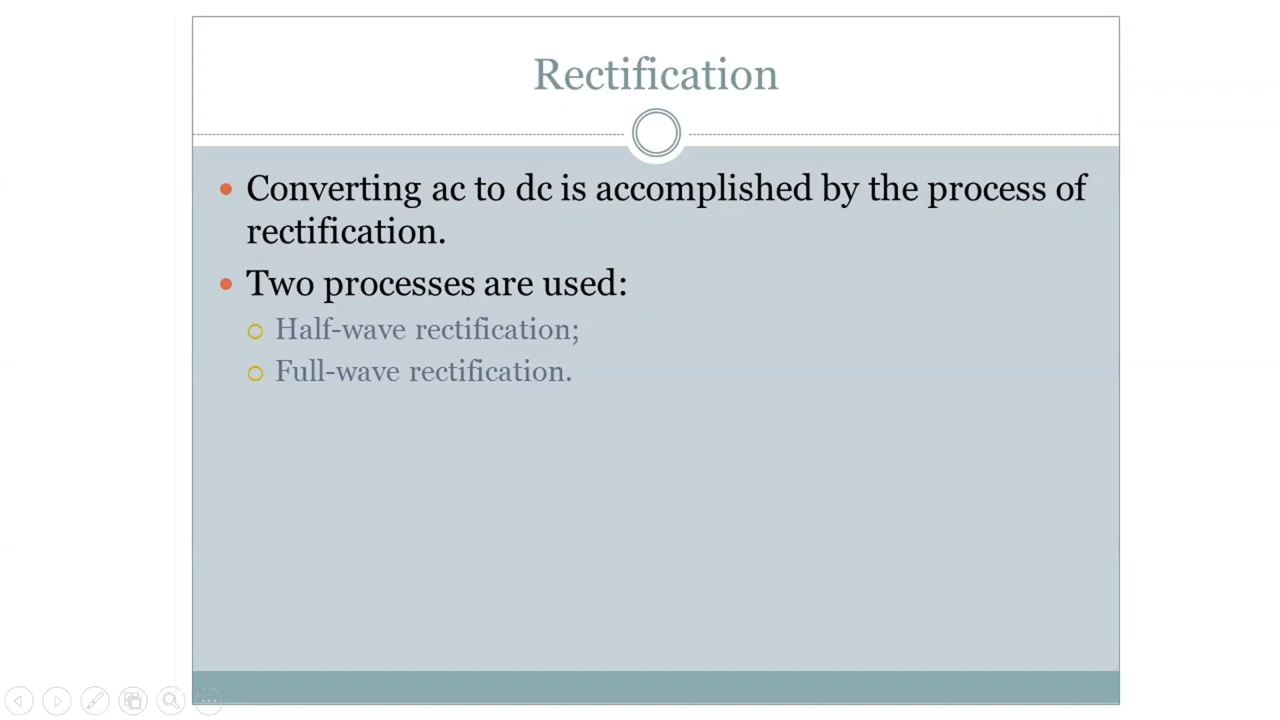 Rectification
Converting ac to dc is accomplished by the process of
rectification.
Two processes are used:
Half-wave rectification;
Full-wave rectification.